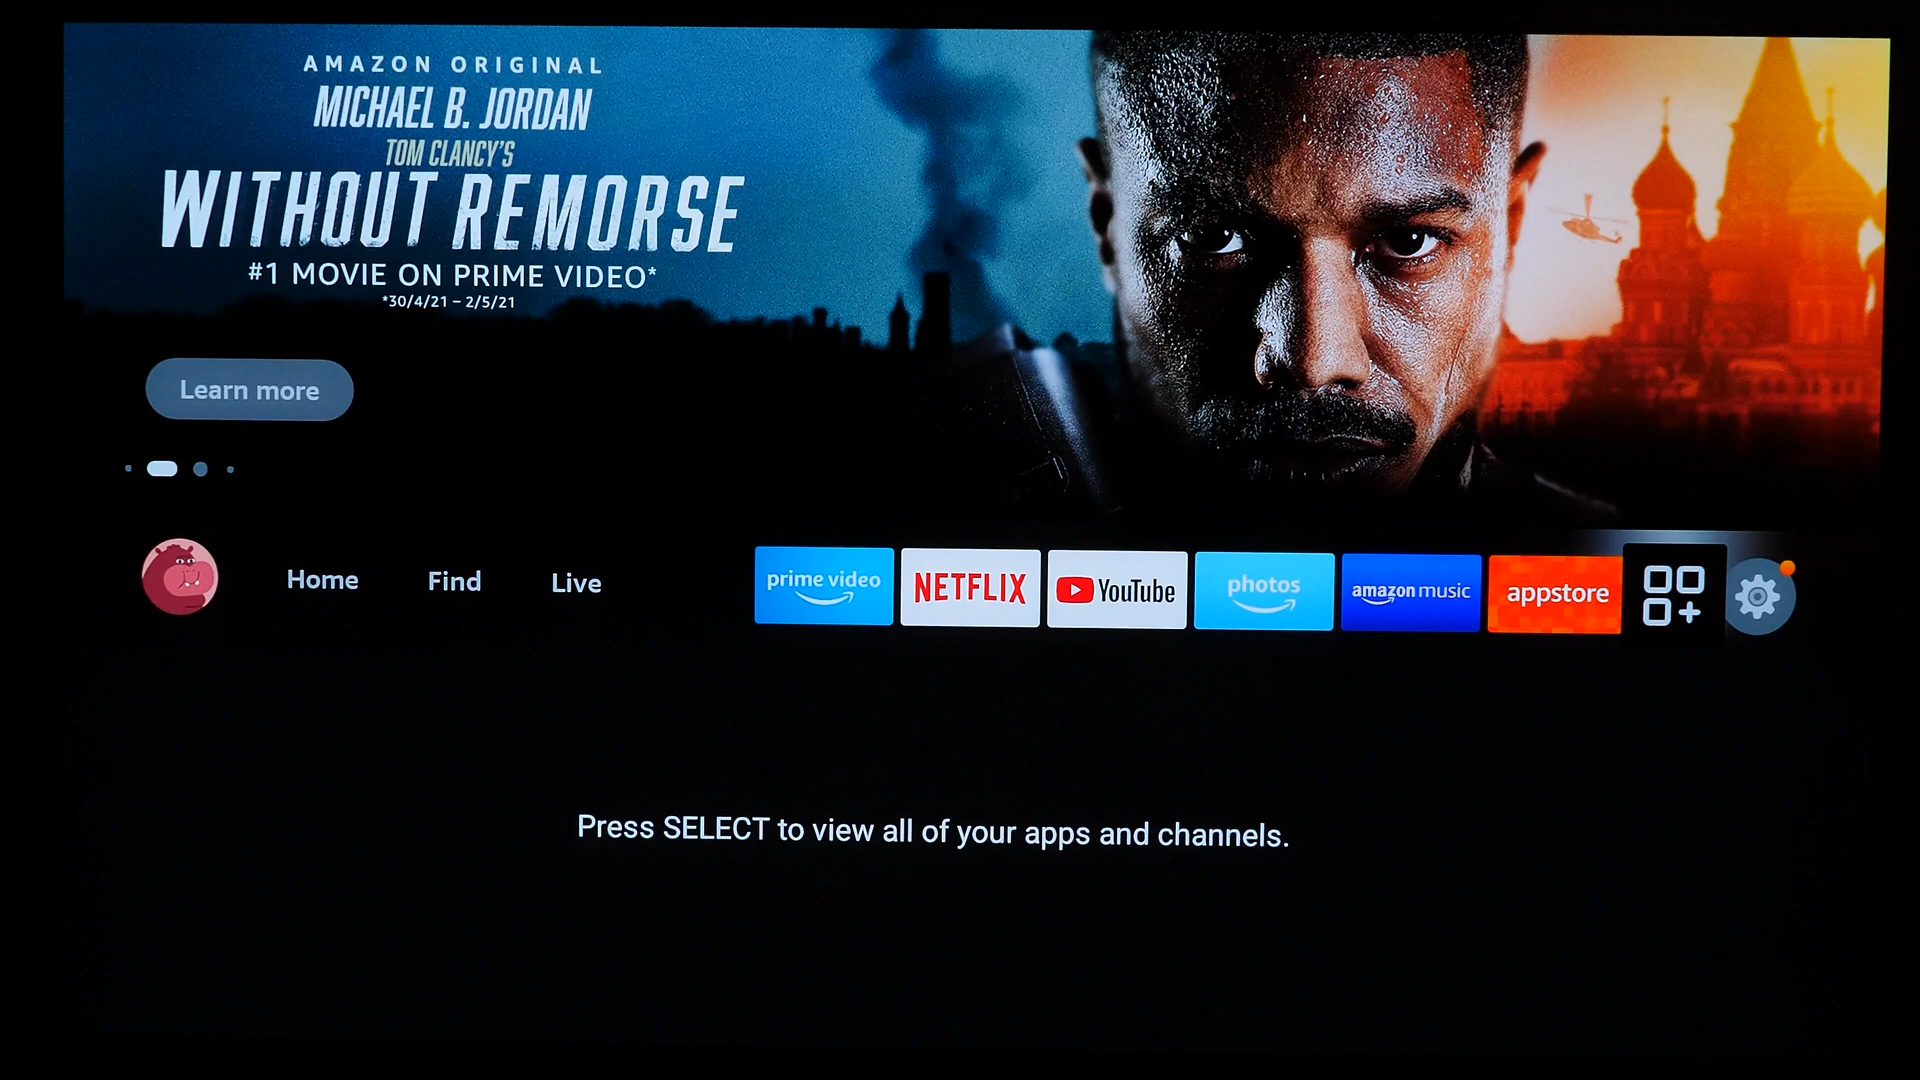 AMAZON ORIGINAL
MICHAEL B. JORDAN
TOM CLANCY'S
WITHOUT REMORSE
#1 MOVIE ON PRIME VIDEO*
*30/4/21 – 2/5/21
Learn more
Home Find Live prime video NETFLIX YouTube photos amazon music appstore
Press SELECT to view all of your apps and channels.